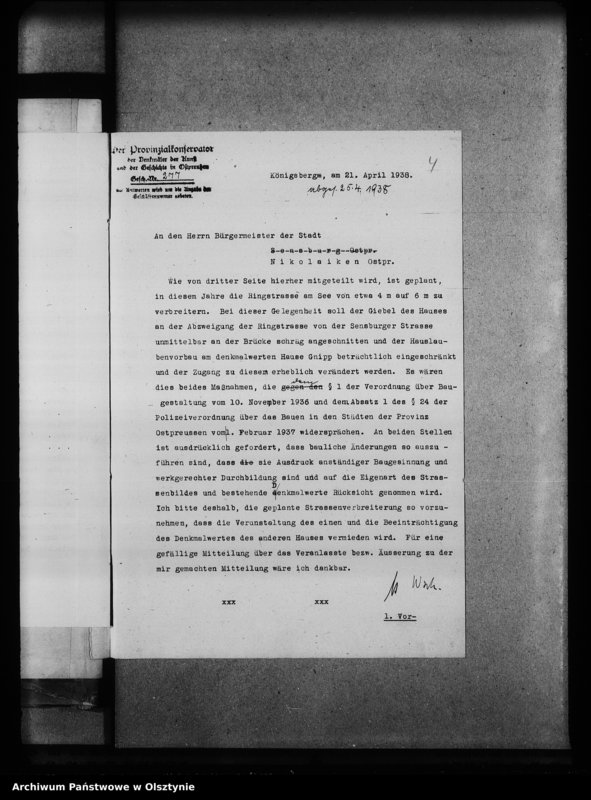 Der Provinzialkonservator
der Denkmäler der Kunst
und der Geschichte in Ostpreußen
Gesch.-Nr. 277
Bei Antworten wird um die Angabe der
Geschäftsnummer gebeten.
4
Königsberg, am 21. April 1938.
abges. 25.4.1938
An den Herrn Bürgermeister der Stadt
S e n s b u r g Ostpr.
N i k o l a i k e n Ostpr.
Wie von dritter Seite hierher mitgeteilt wird, ist geplant,
in diesem Jahre die Ringstrasse am See von etwa 4 m auf 6 m zu
verbreitern. Bei dieser Gelegenheit soll der Giebel des Hauses
an der Abzweigung der Ringstrasse von der Sensburger Strasse
unmittelbar an der Brücke schräg angeschnitten und der Hauslau-
benvorbau am denkmalwerten Hause Gnipp beträchtlich eingeschränkt
und der Zugang zu diesem erheblich verändert werden. Es wären
dies beides Maßnahmen, die gegen den dem § 1 der Verordnung über Bau-
gestaltung vom 10. November 1936 und dem Absatz 1 des § 24 der
Polizeiverordnung über das Bauen in den Städten der Provinz
Ostpreussen vom 1. Februar 1937 widersprächen. An beiden Stellen
ist ausdrücklich gefordert, dass bauliche Änderungen so auszu -
führen sind, dass die sie Ausdruck anständiger Baugesinnung und
werkgerechter Durchbildung sind und auf die Eigenart des Stras-
senbildes und bestehende Denkmalwerte Rücksicht genommen wird.
Ich bitte deshalb, die geplante Strassenverbreiterung so vorzu-
nehmen, dass die Verunstaltung des einen und die Beeinträchtigung
des Denkmalwertes des anderen Hauses vermieden wird. Für eine
gefällige Mitteilung über das Veranlasste bezw. Äusserung zu der
mir gemachten Mitteilung wäre ich dankbar.
xxx xxx
1. Vor-
Archiwum Państwowe w Olsztynie